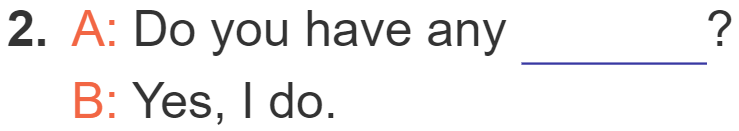 2. A: Do you have any ________?
B: Yes, I do.